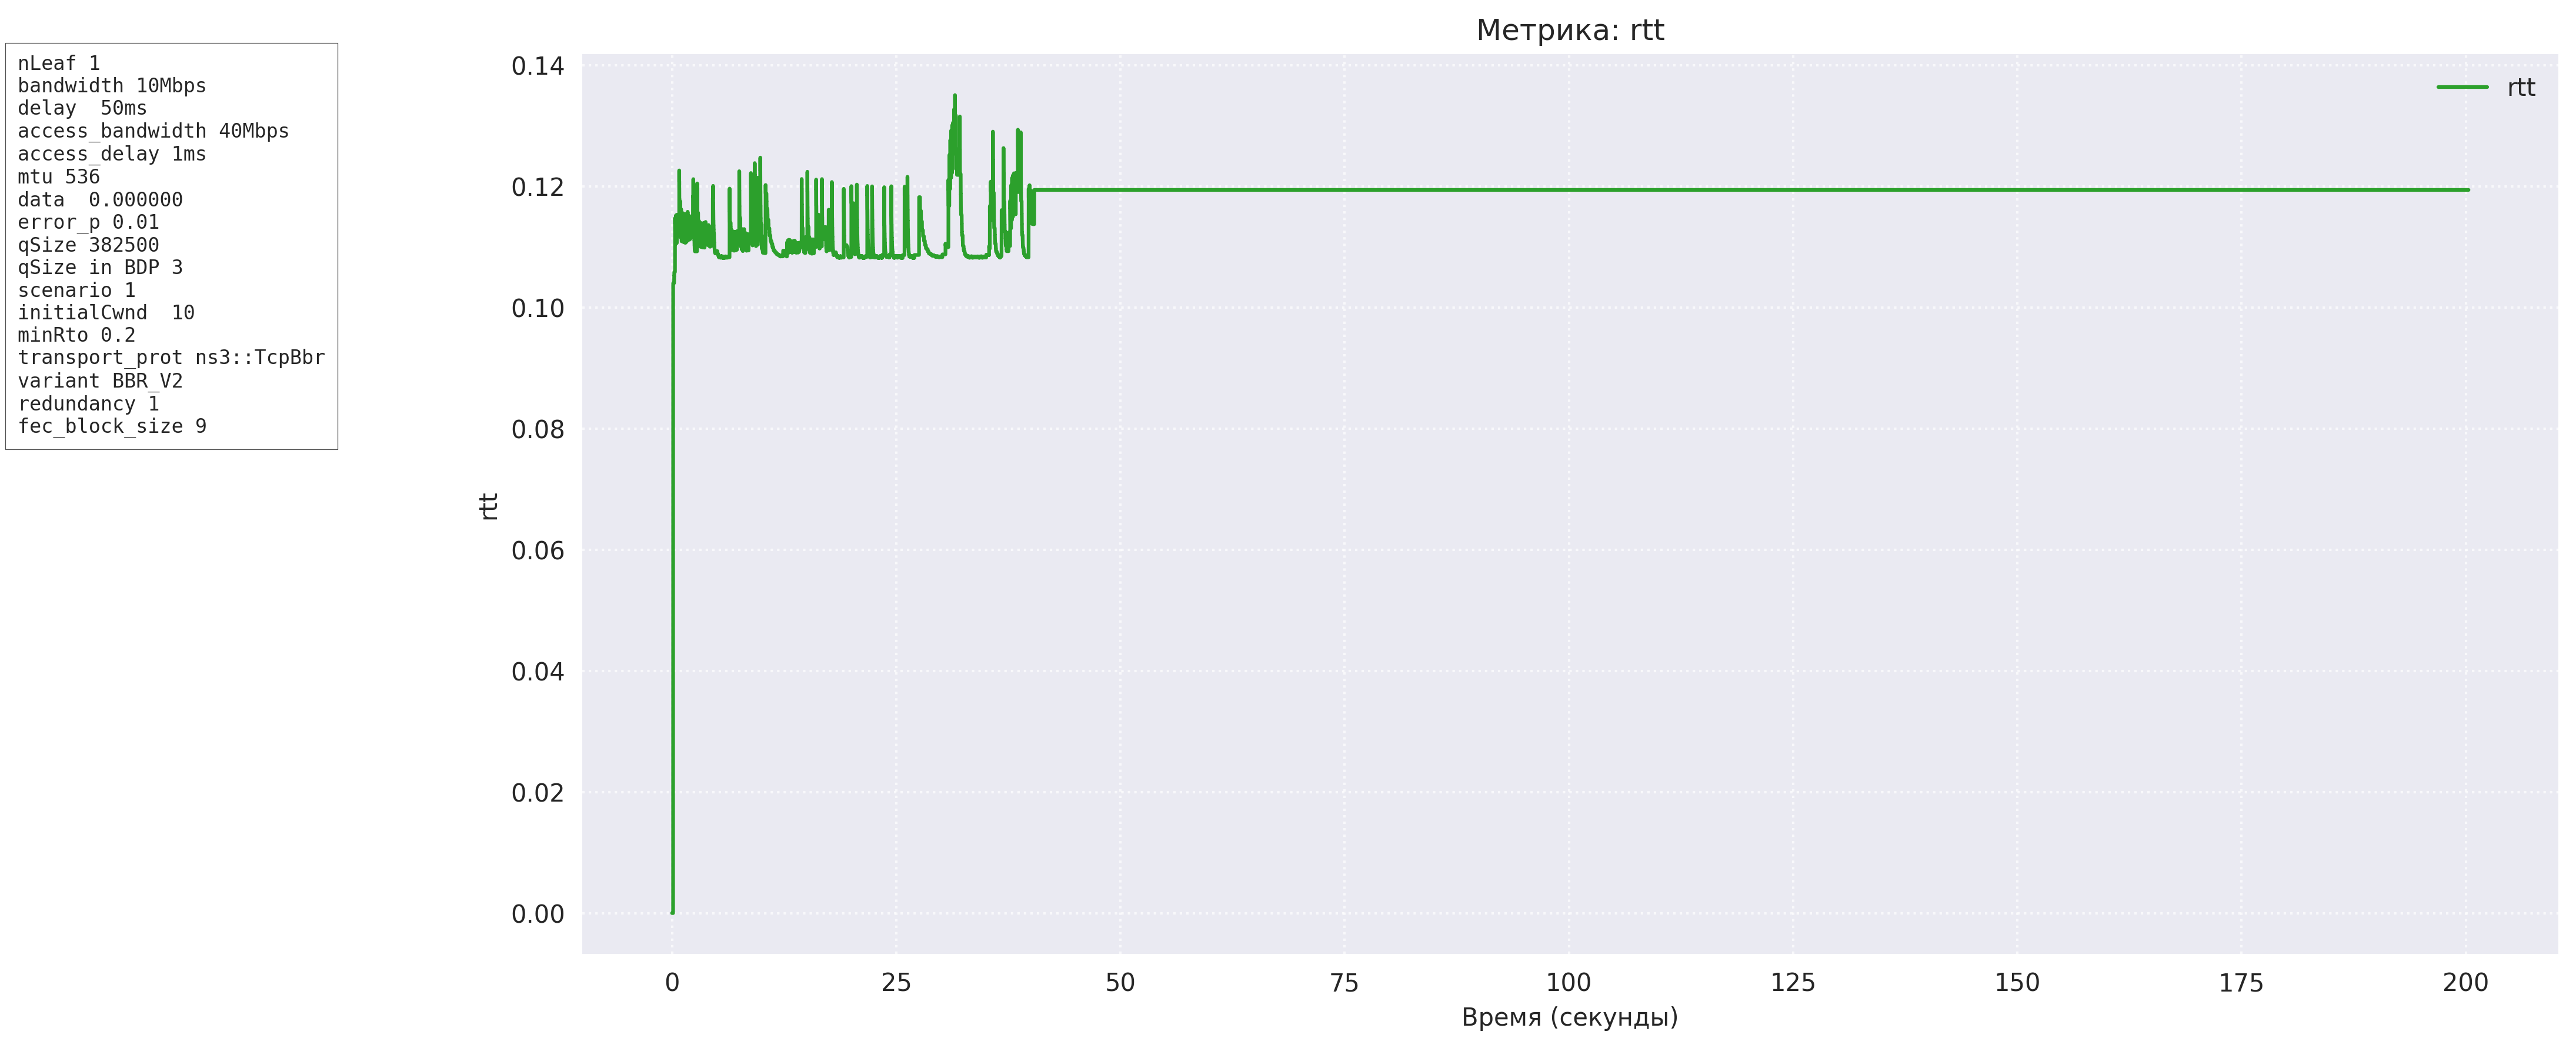 Метрика: rtt
nLeaf 1
bandwidth 10Mbps
delay  50ms
access_bandwidth 40Mbps
access_delay 1ms
mtu 536
data  0.000000
error_p 0.01
qSize 382500
qSize in BDP 3
scenario 1
initialCwnd  10
minRto 0.2
transport_prot ns3::TcpBbr
variant BBR_V2
redundancy 1
fec_block_size 9
rtt
0.14
0.12
0.10
0.08
0.06
0.04
0.02
0.00
rtt
0 25 50 75 100 125 150 175 200
Время (секунды)